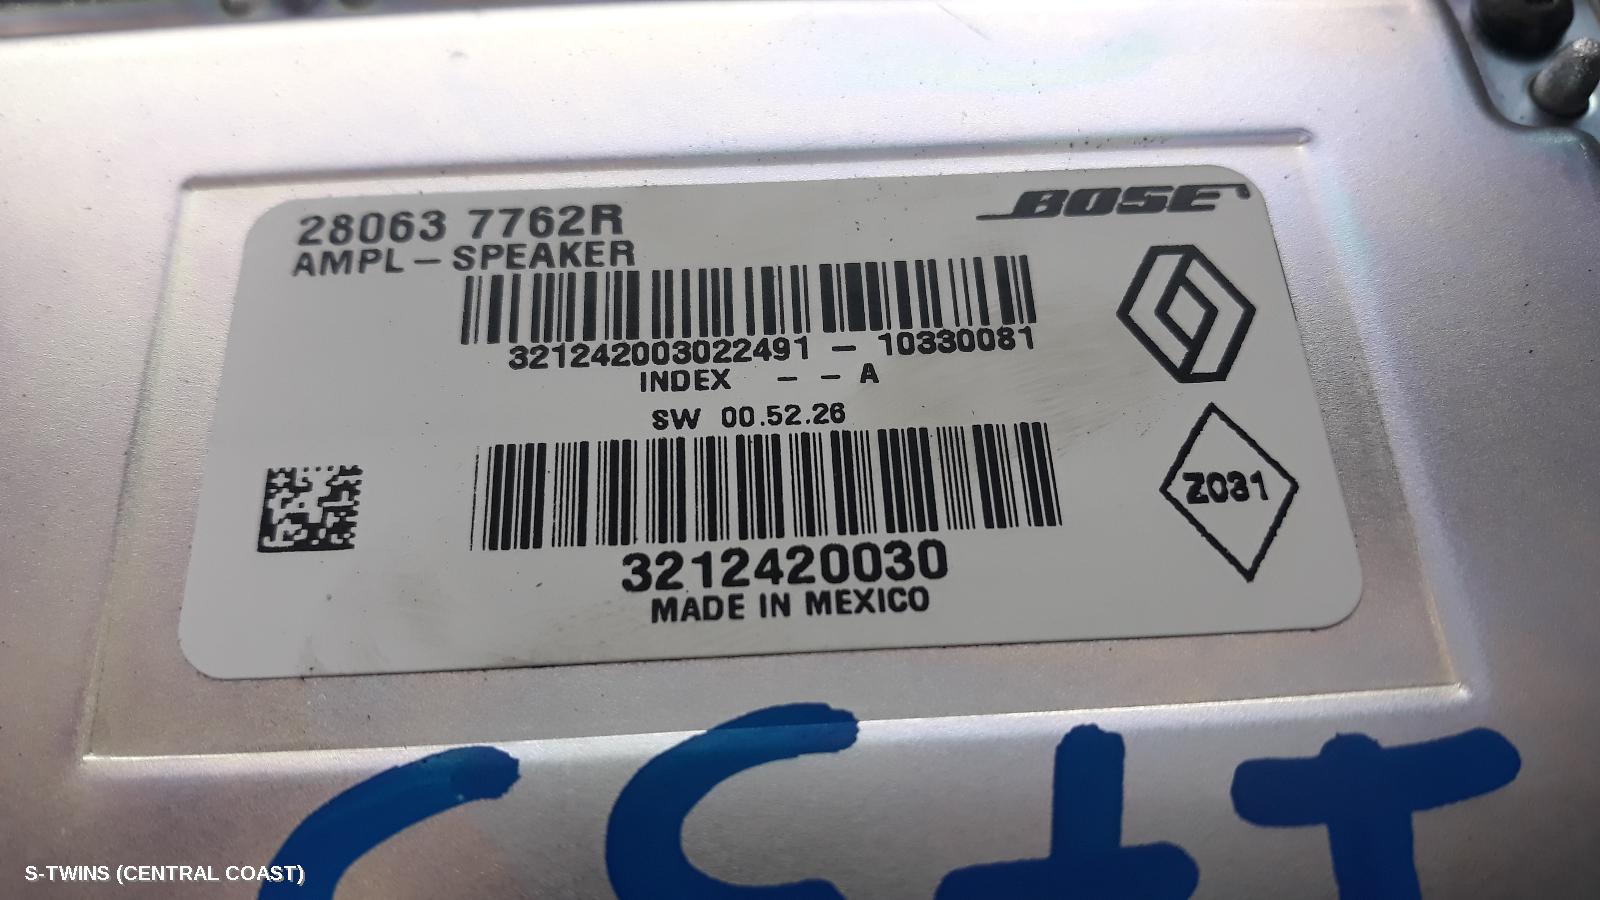 28063 7762R
AMPL – SPEAKER
BOSE
321242003022491 – 10330081
INDEX – – A
SW 00.52.26
Z031
3212420030
MADE IN MEXICO
S-TWINS (CENTRAL COAST)